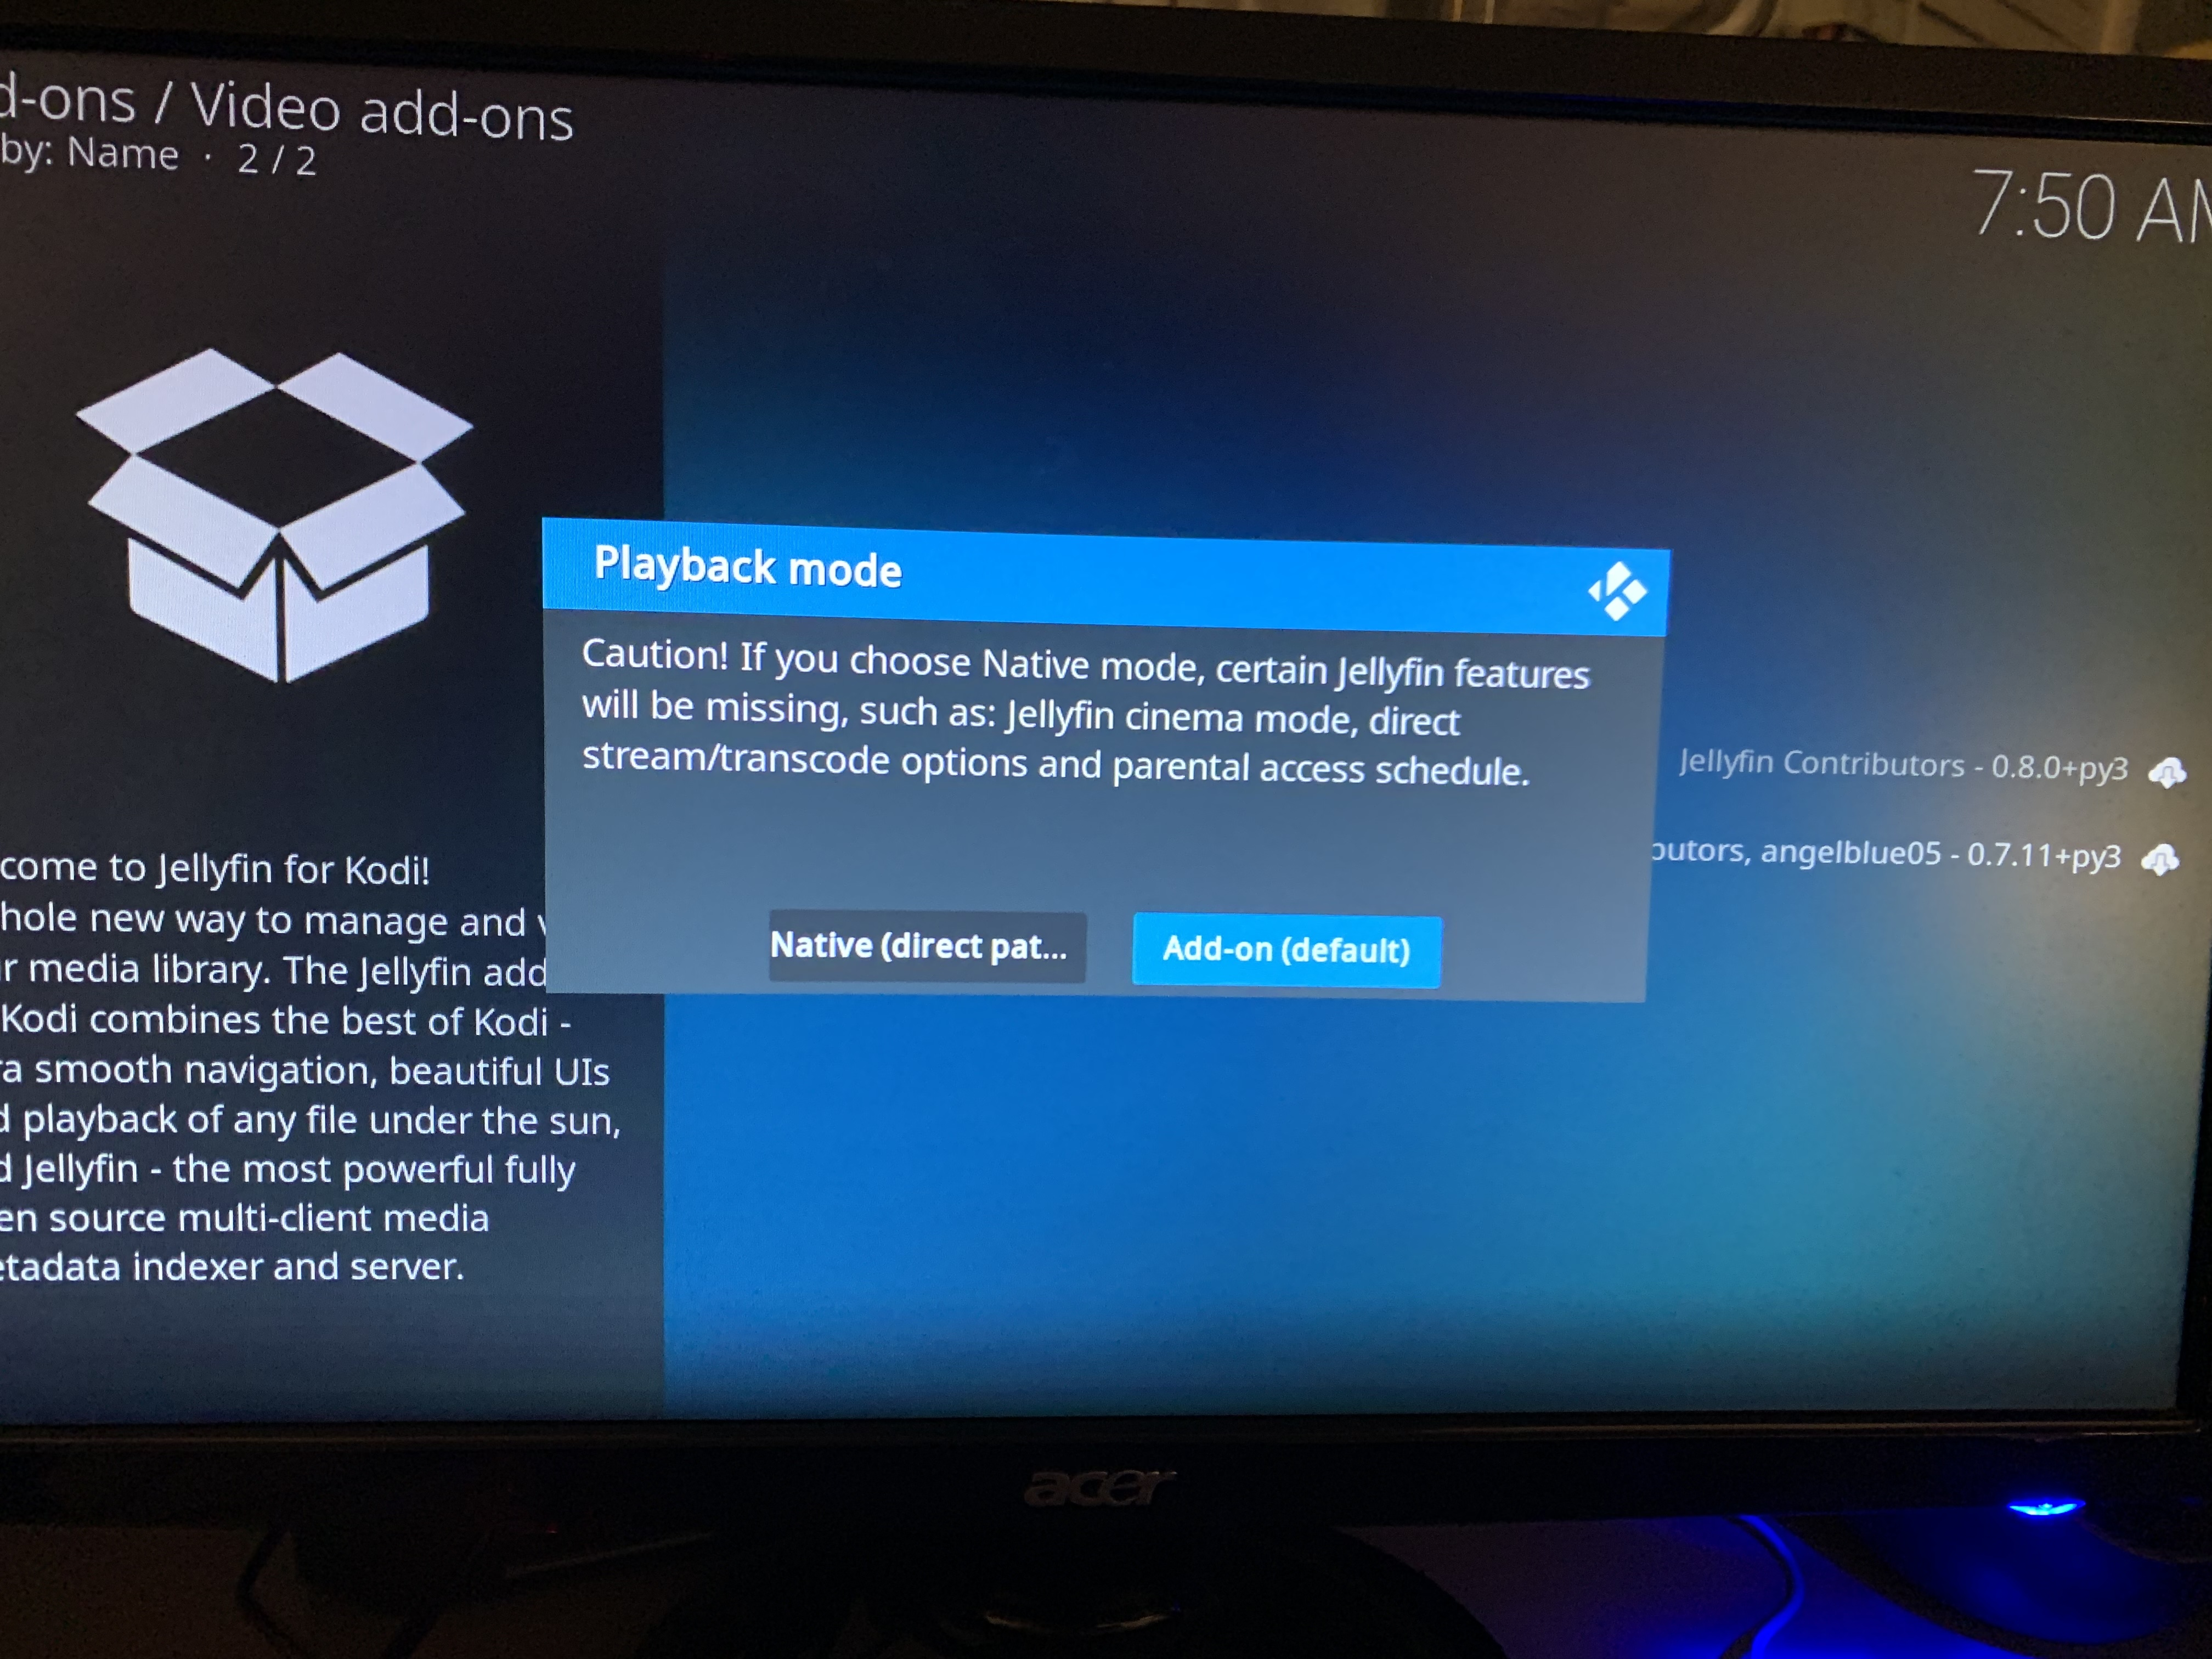 d-ons / Video add-ons
by: Name · 2 / 2
7:50 AM
Playback mode
Caution! If you choose Native mode, certain Jellyfin features
will be missing, such as: Jellyfin cinema mode, direct
stream/transcode options and parental access schedule.
Native (direct pat...
Add-on (default)
Jellyfin Contributors - 0.8.0+py3
butors, angelblue05 - 0.7.11+py3
come to Jellyfin for Kodi!
hole new way to manage and
r media library. The Jellyfin add
Kodi combines the best of Kodi -
ra smooth navigation, beautiful UIs
d playback of any file under the sun,
d Jellyfin - the most powerful fully
en source multi-client media
etadata indexer and server.
acer